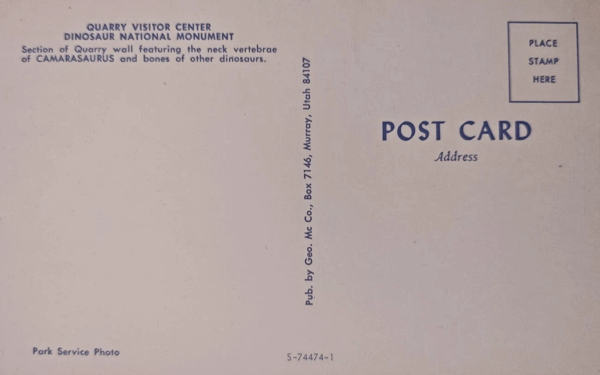 QUARRY VISITOR CENTER
DINOSAUR NATIONAL MONUMENT
Section of Quarry wall featuring the neck vertebrae
of CAMARASAURUS and bones of other dinosaurs.
Park Service Photo
Pub. by Geo. Mc Co., Box 7146, Murray, Utah 84107
S-74474-1
PLACE
STAMP
HERE
POST CARD
Address